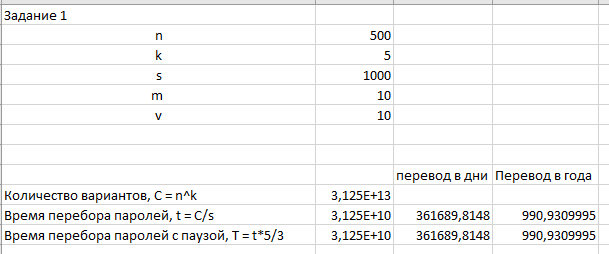 Задание 1
n 500
k 5
s 1000
m 10
v 10
перевод в дни Перевод в года
Количество вариантов, C = n^k 3,125E+13
Время перебора паролей, t = C/s 3,125E+10 361689,8148 990,9309995
Время перебора паролей с паузой, T = t*5/3 3,125E+10 361689,8148 990,9309995